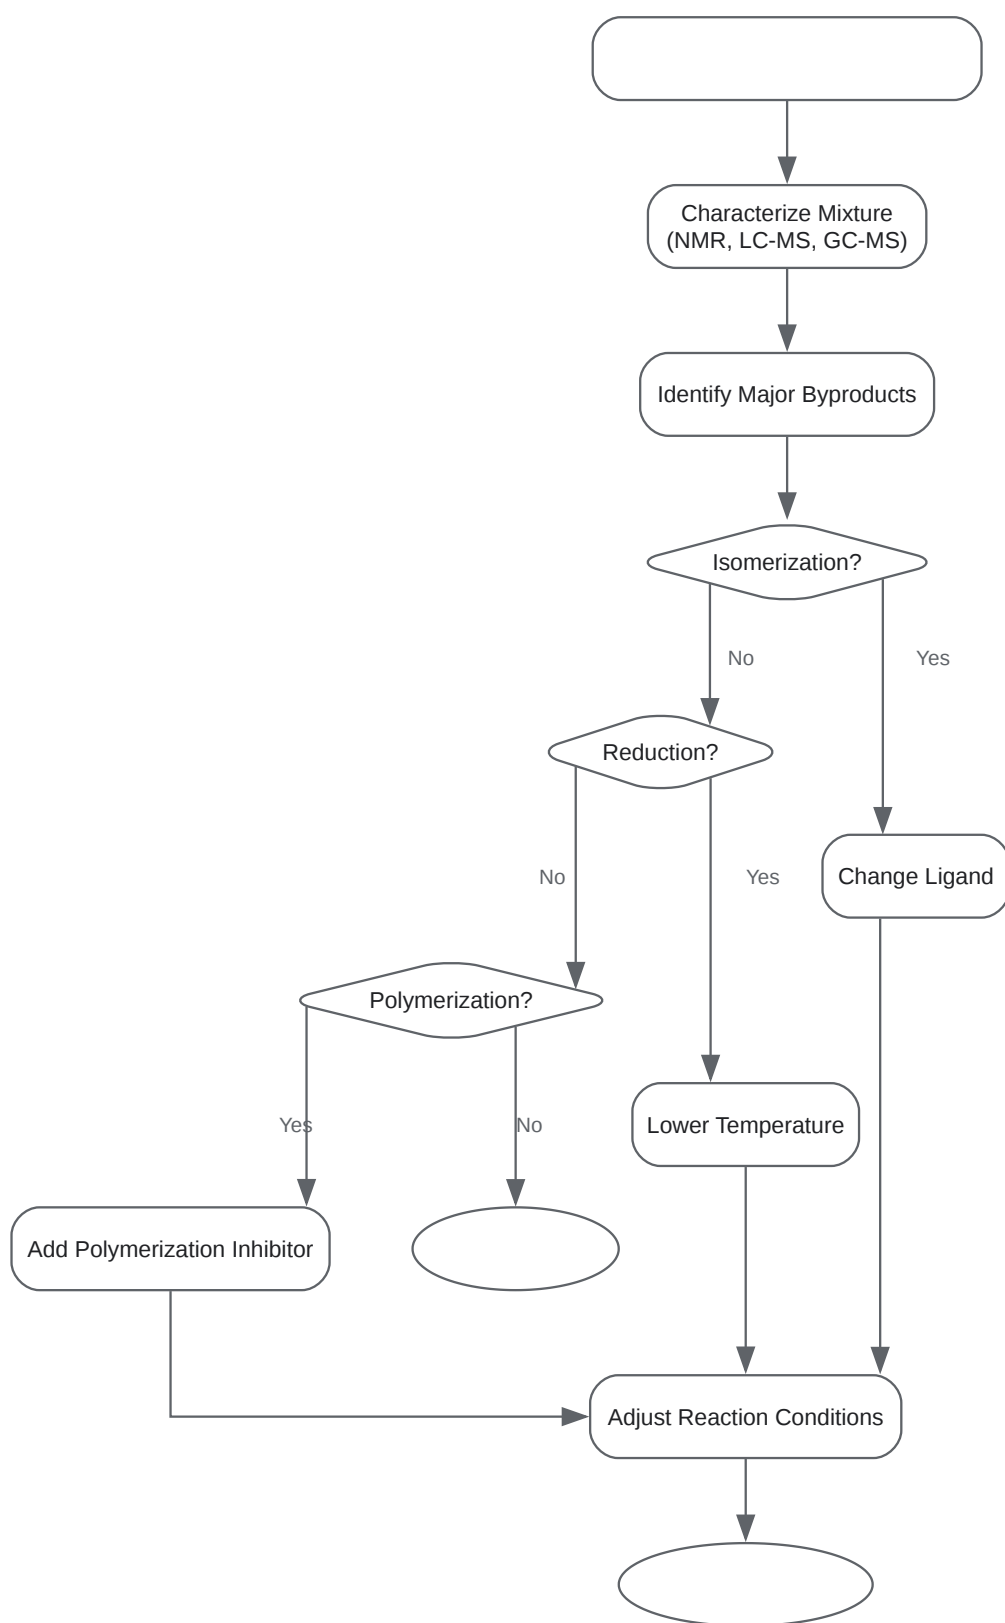 Characterize Mixture
(NMR, LC-MS, GC-MS)
Identify Major Byproducts
Isomerization?
No
Yes
Reduction?
No
Yes
Change Ligand
Polymerization?
Yes
No
Lower Temperature
Add Polymerization Inhibitor
Adjust Reaction Conditions